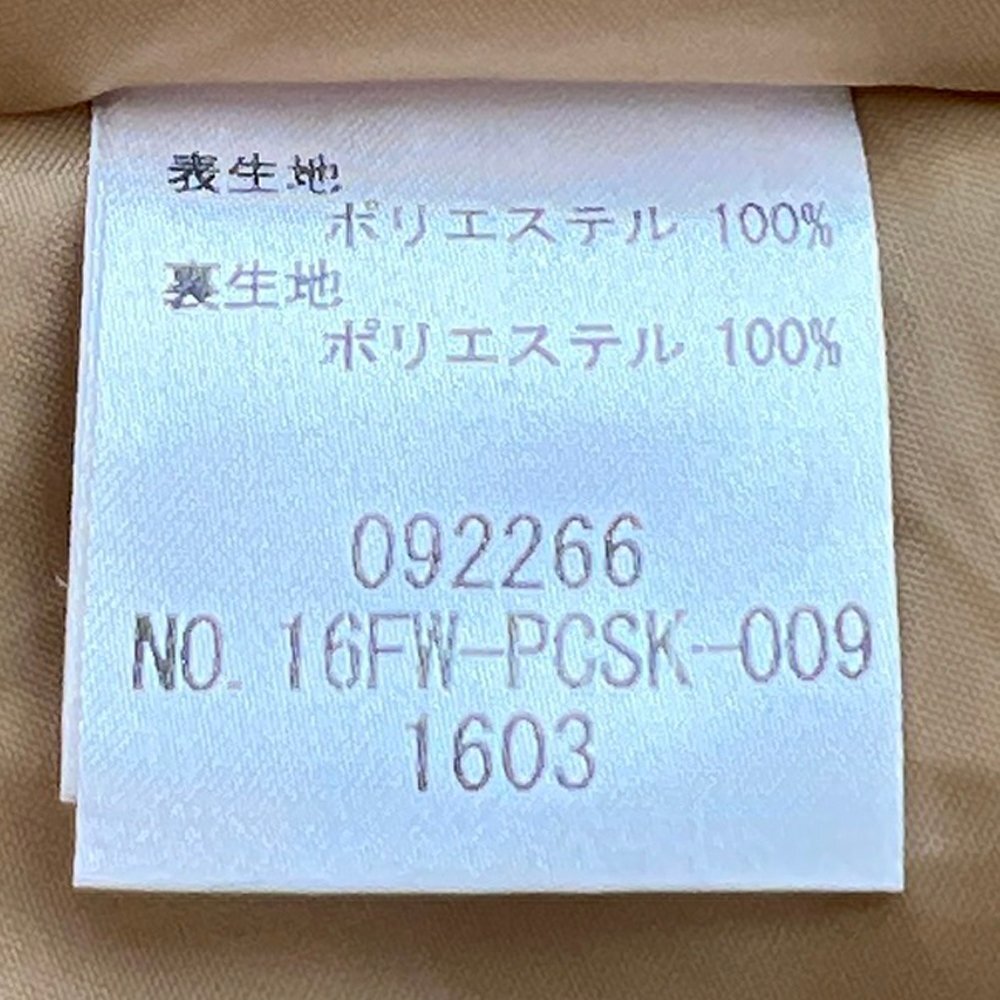 表生地
ポリエステル 100%
裏生地
ポリエステル 100%
092266
NO. 16FW-PCSK-009
1603